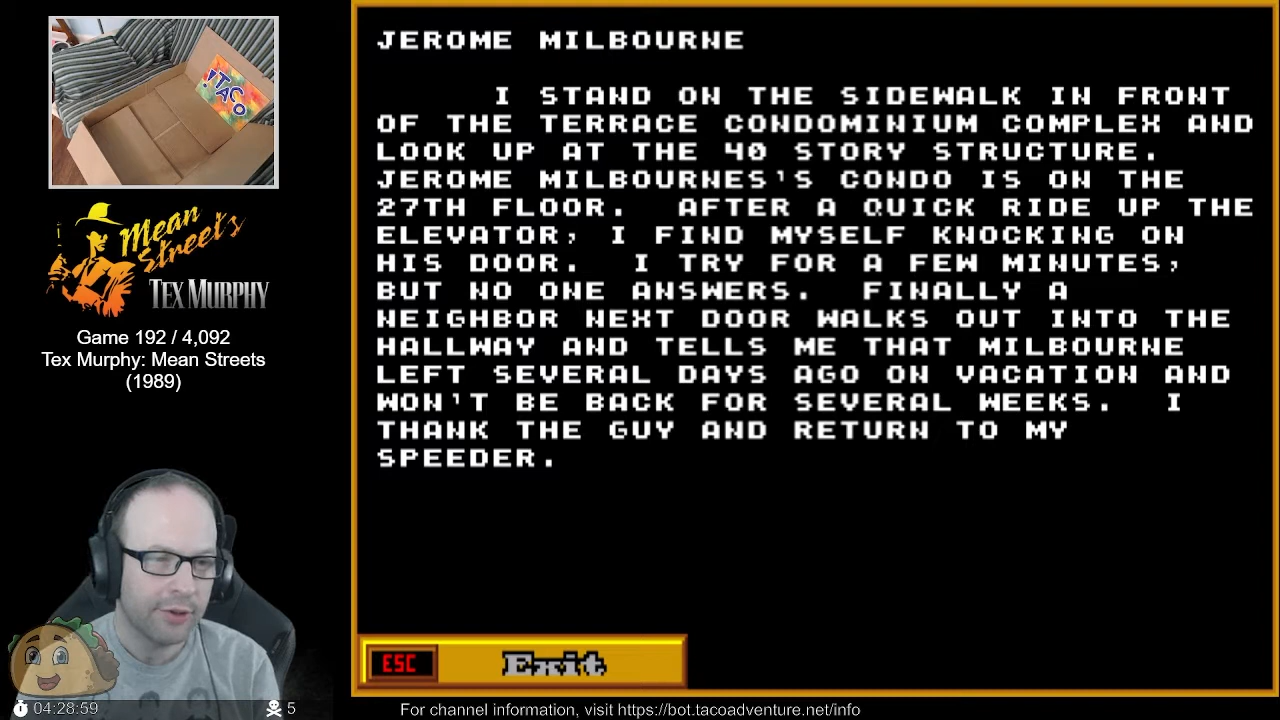 !TACO
Mean
Streets
TEX MURPHY
Game 192 / 4,092
Tex Murphy: Mean Streets
(1989)
JEROME MILBOURNE
I STAND ON THE SIDEWALK IN FRONT
OF THE TERRACE CONDOMINIUM COMPLEX AND
LOOK UP AT THE 40 STORY STRUCTURE.
JEROME MILBOURNES'S CONDO IS ON THE
27TH FLOOR. AFTER A QUICK RIDE UP THE
ELEVATOR, I FIND MYSELF KNOCKING ON
HIS DOOR. I TRY FOR A FEW MINUTES,
BUT NO ONE ANSWERS. FINALLY A
NEIGHBOR NEXT DOOR WALKS OUT INTO THE
HALLWAY AND TELLS ME THAT MILBOURNE
LEFT SEVERAL DAYS AGO ON VACATION AND
WON'T BE BACK FOR SEVERAL WEEKS. I
THANK THE GUY AND RETURN TO MY
SPEEDER.
ESC Exit
04:28:59
5
For channel information, visit https://bot.tacoadventure.net/info